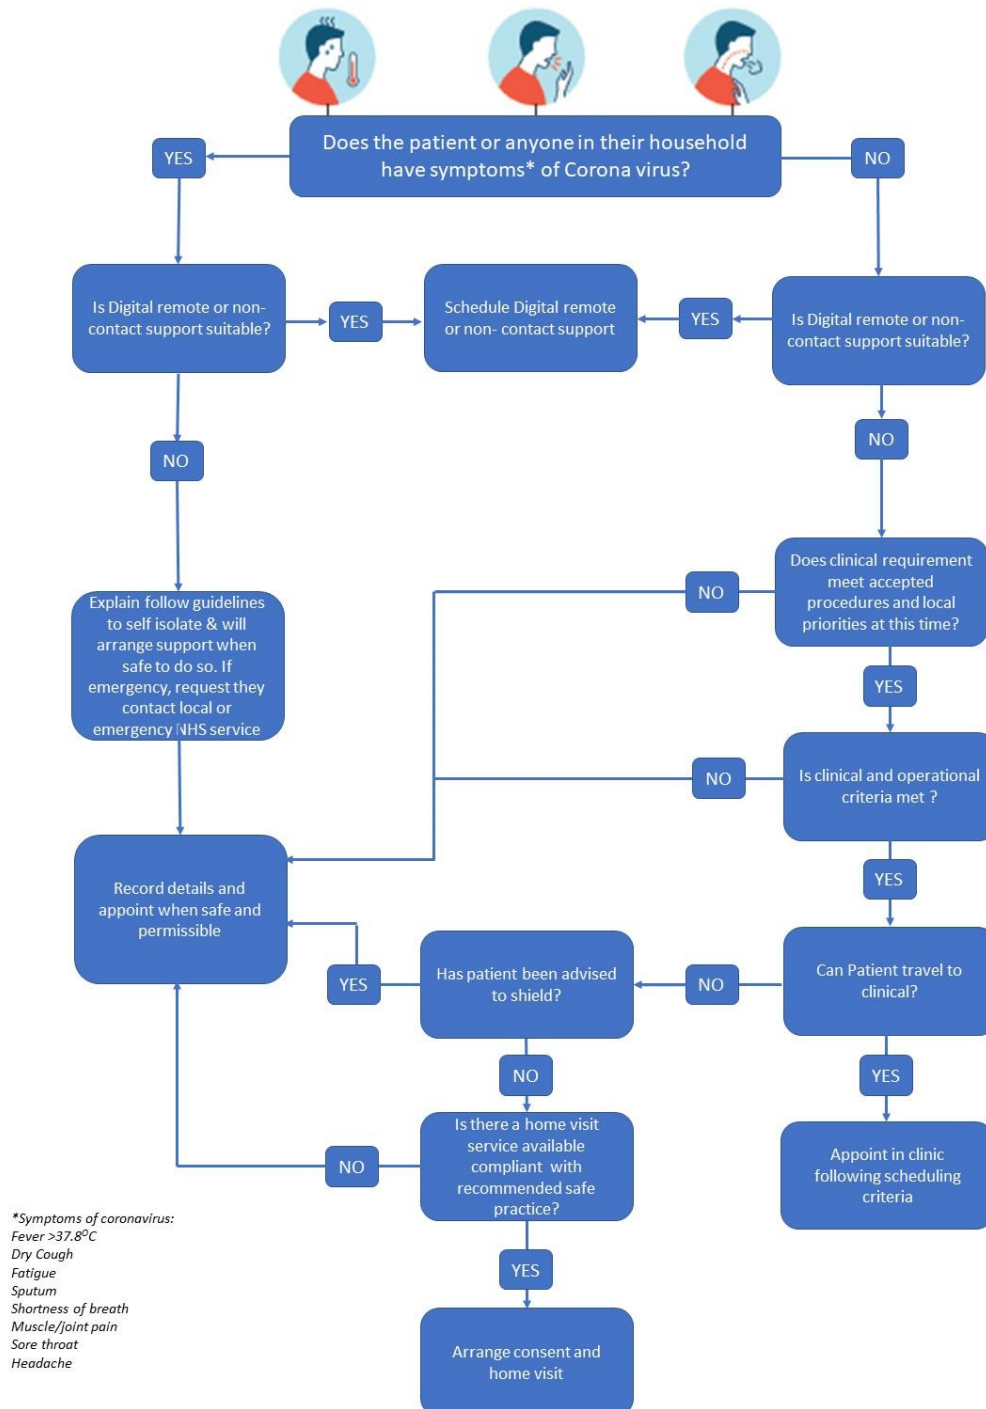 Does the patient or anyone in their household
have symptoms* of Corona virus?
YES
NO
Is Digital remote or non-
contact support suitable?
YES
Schedule Digital remote
or non- contact support
YES
Is Digital remote or non-
contact support suitable?
NO
NO
Does clinical requirement
meet accepted
procedures and local
priorities at this time?
NO
YES
Explain follow guidelines
to self isolate & will
arrange support when
safe to do so. If
emergency, request they
contact local or
emergency NHS service
Is clinical and operational
criteria met ?
NO
YES
Record details and
appoint when safe and
permissible
YES
Has patient been advised
to shield?
NO
Can Patient travel to
clinical?
NO
YES
Is there a home visit
service available
compliant with
recommended safe
practice?
NO
Appoint in clinic
following scheduling
criteria
YES
Arrange consent and
home visit
*Symptoms of coronavirus:
Fever >37.8⁰C
Dry Cough
Fatigue
Sputum
Shortness of breath
Muscle/joint pain
Sore throat
Headache